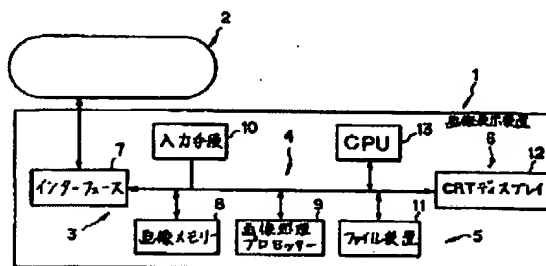 2
1
画像表示装置
入力手段
10
4
CPU
13
6
12
7
インターフェース
CRTディスプレイ
3
画像メモリー
8
画像処理
プロセッサー
9
ファイル装置
11
5